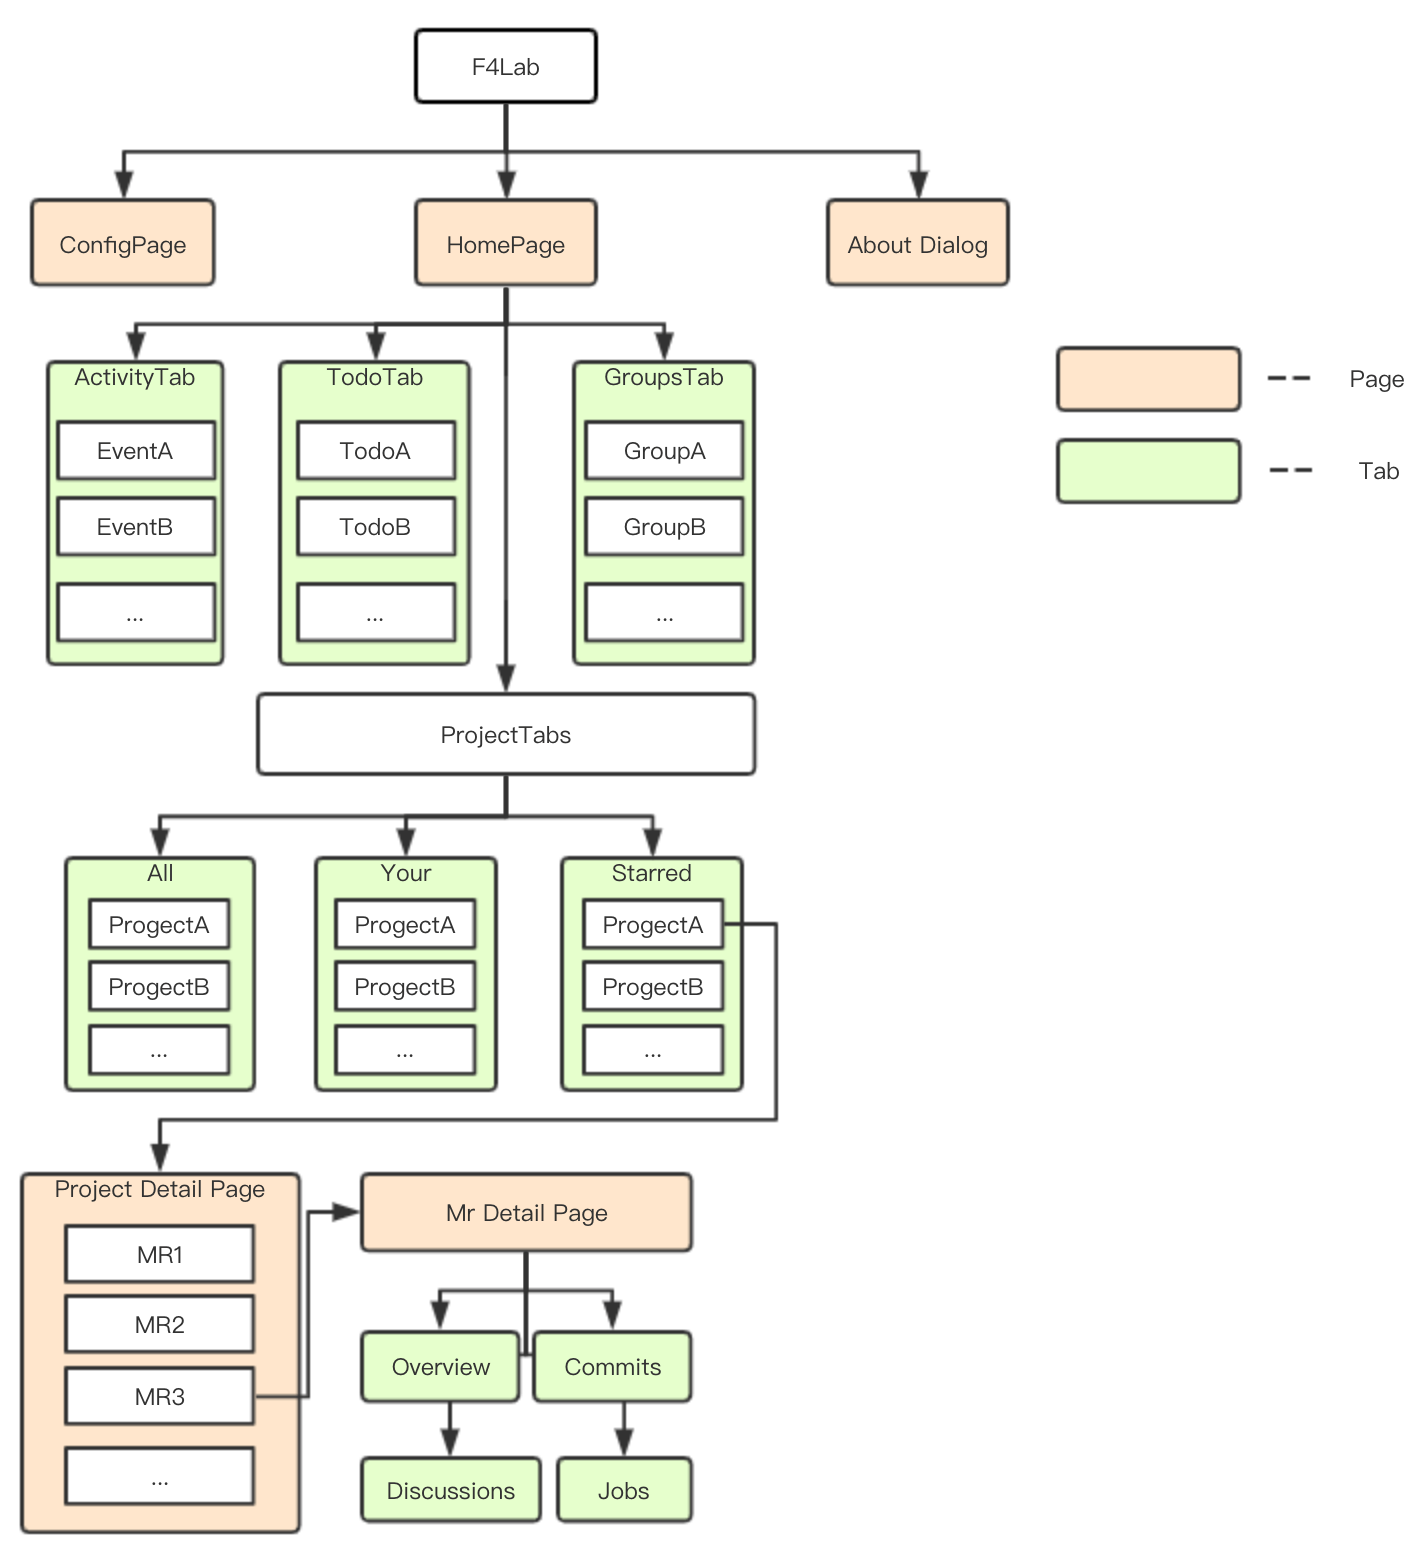 F4Lab
ConfigPage
HomePage
About Dialog
ActivityTab
EventA
EventB
...
TodoTab
TodoA
TodoB
...
GroupsTab
GroupA
GroupB
...
Page
Tab
ProjectTabs
All
ProgectA
ProgectB
...
Your
ProgectA
ProgectB
...
Starred
ProgectA
ProgectB
...
Project Detail Page
MR1
MR2
MR3
...
Mr Detail Page
Overview
Commits
Discussions
Jobs